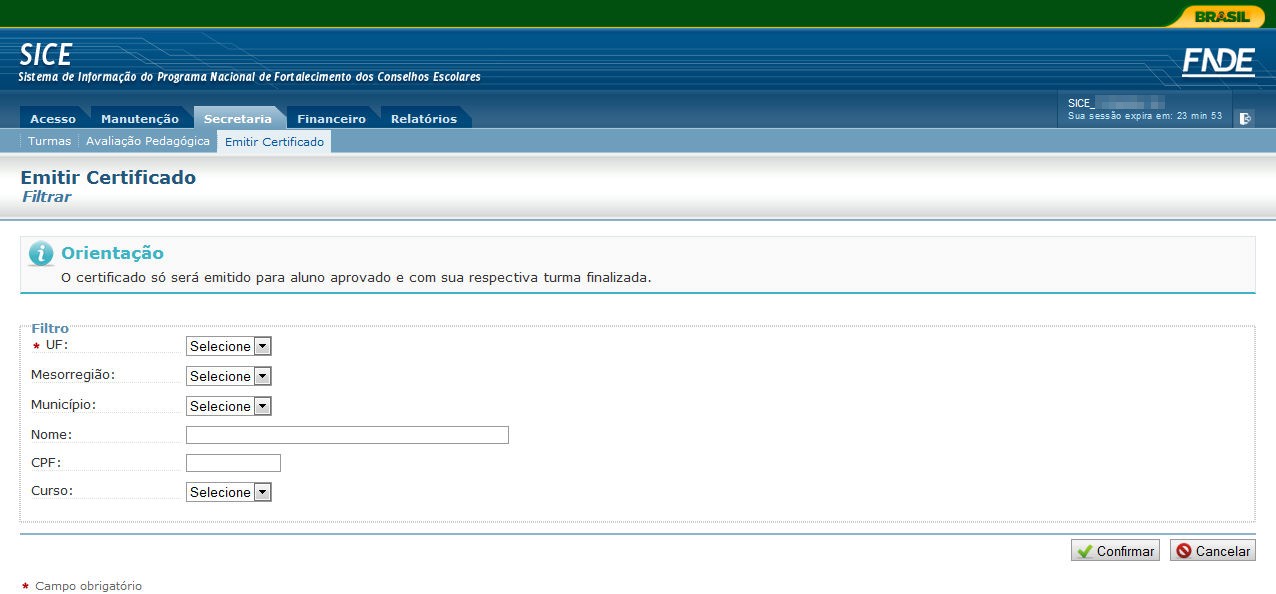 BRASIL
SICE
Sistema de Informação do Programa Nacional de Fortalecimento dos Conselhos Escolares
FNDE
Acesso Manutenção Secretaria Financeiro Relatórios
SICE_
Sua sessão expira em: 23 min 53
Turmas Avaliação Pedagógica Emitir Certificado
Emitir Certificado
Filtrar
Orientação
O certificado só será emitido para aluno aprovado e com sua respectiva turma finalizada.
Filtro
* UF: Selecione
Mesorregião: Selecione
Município: Selecione
Nome:
CPF:
Curso: Selecione
Confirmar Cancelar
* Campo obrigatório